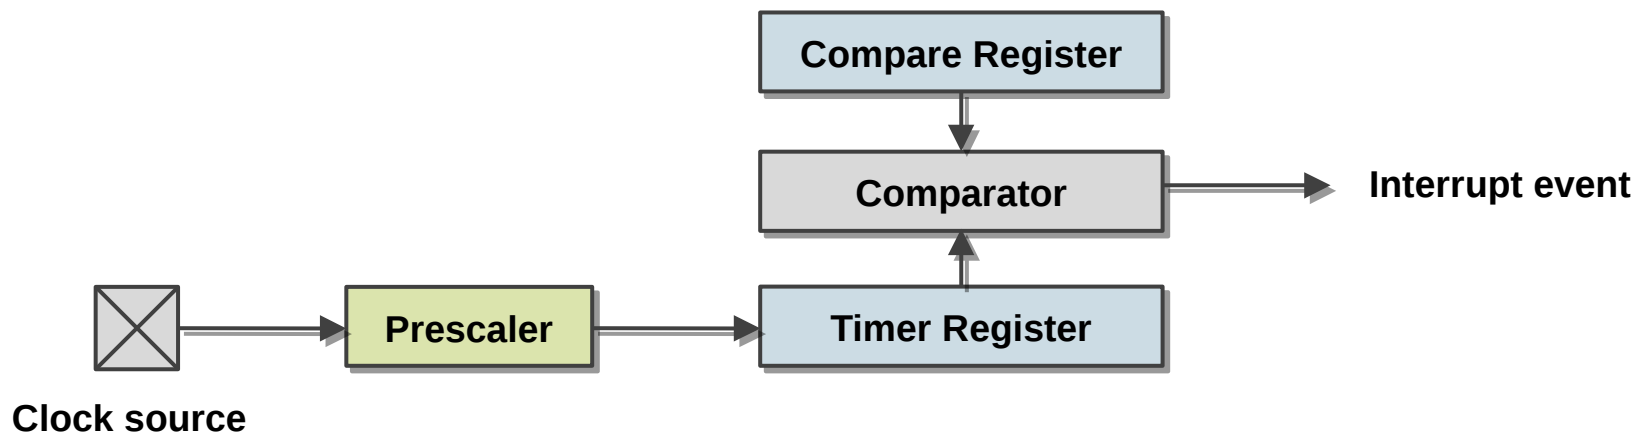 Compare Register
Comparator
Interrupt event
Prescaler
Timer Register
Clock source